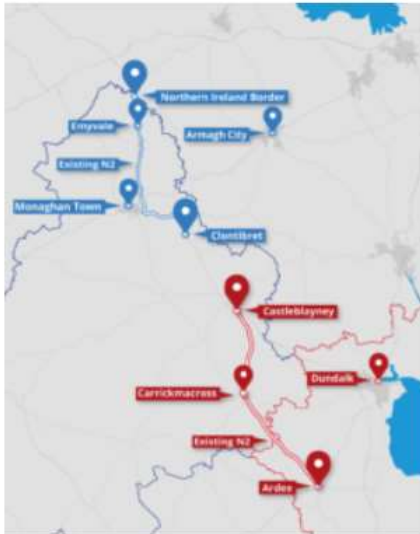 Northern Ireland Border
Emyvale
Armagh City
Existing N2
Monaghan Town
Clontibret
Castleblayney
Dundalk
Carrickmacross
Existing N2
Ardee